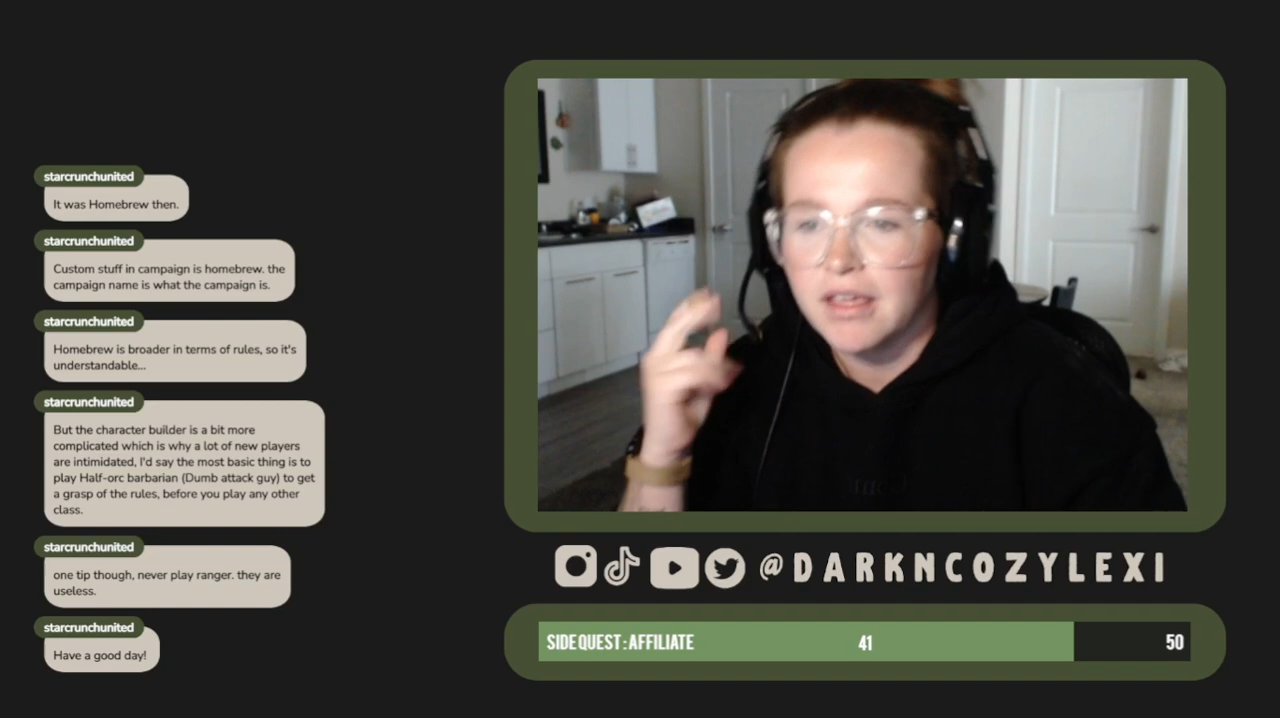 starcrunchunited
It was Homebrew then.
starcrunchunited
Custom stuff in campaign is homebrew. the
campaign name is what the campaign is.
starcrunchunited
Homebrew is broader in terms of rules, so it's
understandable...
starcrunchunited
But the character builder is a bit more
complicated which is why a lot of new players
are intimidated, I'd say the most basic thing is to
play Half-orc barbarian (Dumb attack guy) to get
a grasp of the rules, before you play any other
class.
starcrunchunited
one tip though, never play ranger. they are
useless.
starcrunchunited
Have a good day!
@DARKNCOZYLEXI
SIDE QUEST: AFFILIATE 41 50